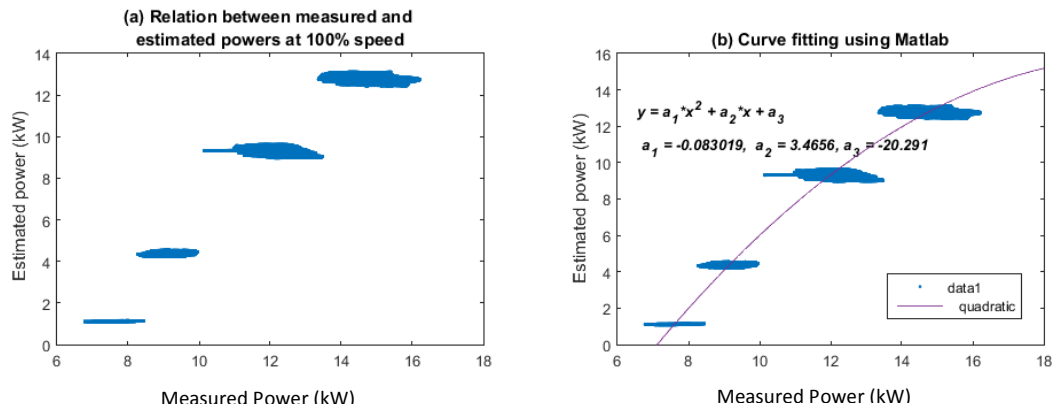 (a) Relation between measured and
estimated powers at 100% speed
14
12
10
8
6
4
2
0
Estimated power (kW)
6 8 10 12 14 16 18
Measured Power (kW)
(b) Curve fitting using Matlab
16
14
12
10
8
6
4
2
0
Estimated power (kW)
y = a1*x^2 + a2*x + a3
a1 = -0.083019, a2 = 3.4656, a3 = -20.291
data1
quadratic
6 8 10 12 14 16 18
Measured Power (kW)